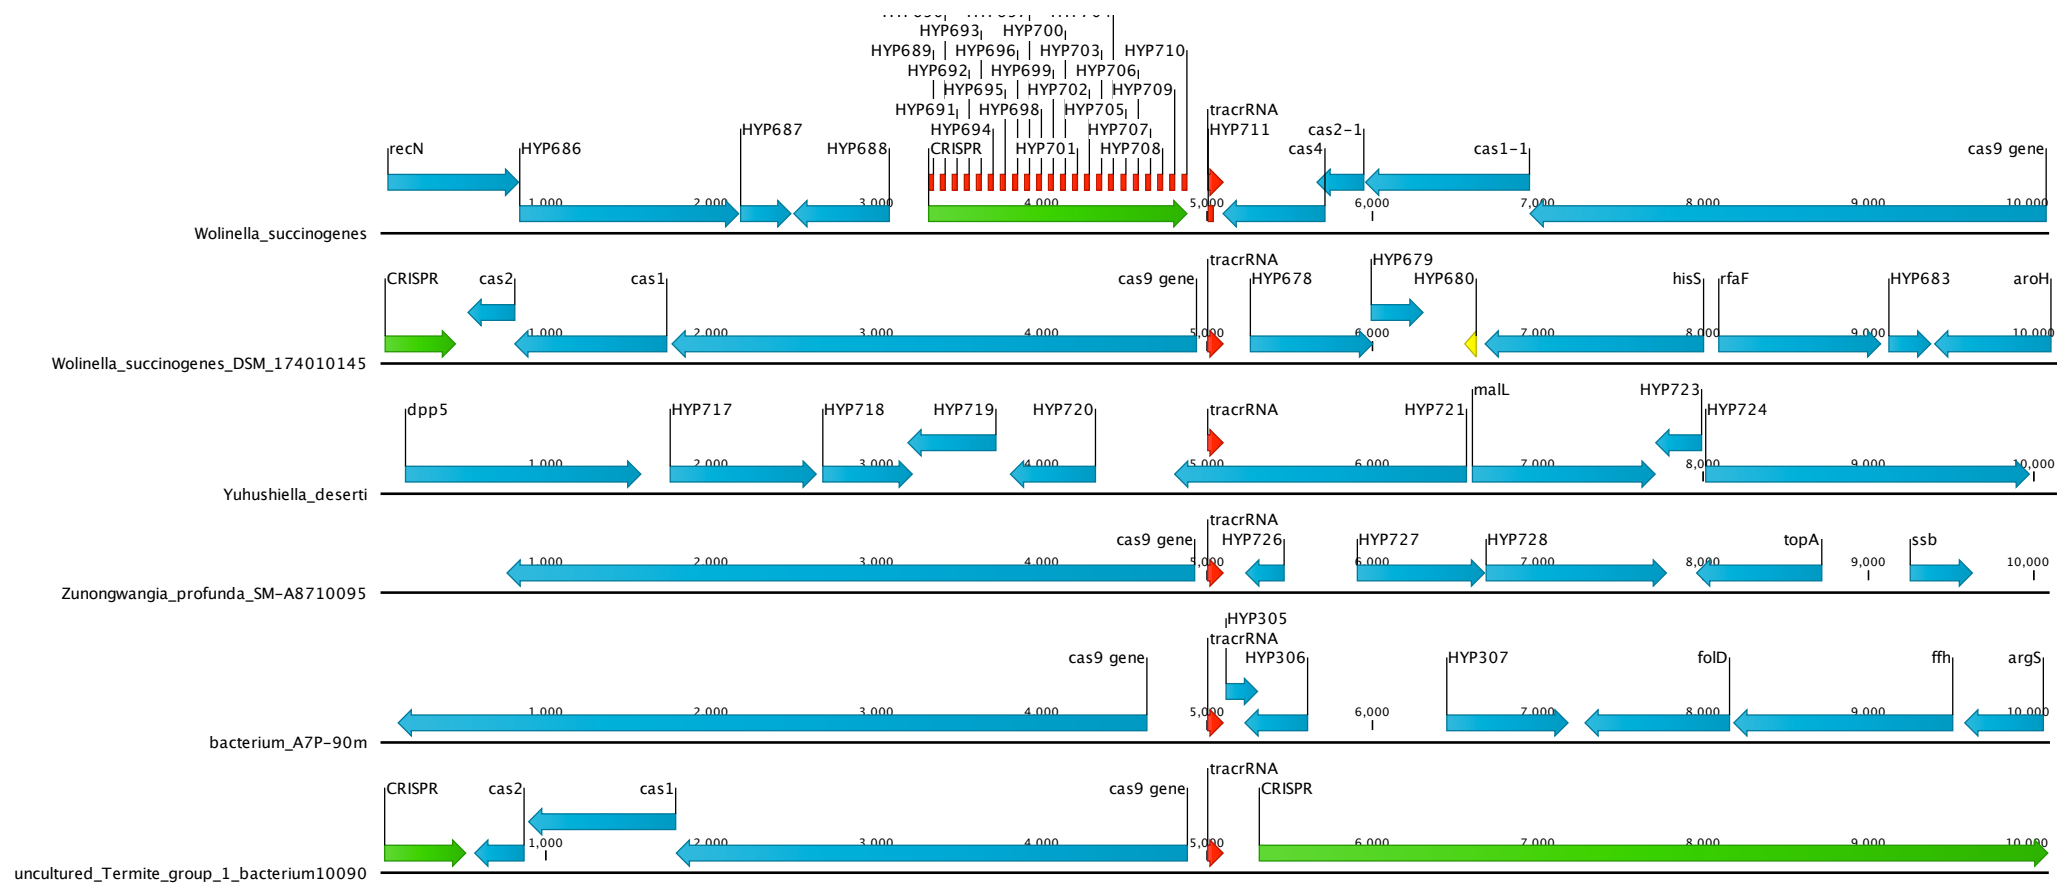 HYP693 HYP700
HYP689 HYP696 HYP703 HYP710
HYP692 HYP699 HYP706
HYP695 HYP702 HYP709
HYP691 HYP698 HYP705 tracrRNA
HYP694 HYP707 HYP711 cas2-1
HYP687
recN HYP686 HYP688 CRISPR HYP701 HYP708 cas4 cas1-1 cas9 gene
1,000 2,000 3,000 4,000 5,000 6,000 7,000 8,000 9,000 10,000
Wolinella_succinogenes
tracrRNA HYP679
CRISPR cas2 cas1 cas9 gene HYP678 HYP680 hisS rfaF HYP683 aroH
1,000 2,000 3,000 4,000 5,000 6,000 7,000 8,000 9,000 10,000
Wolinella_succinogenes_DSM_174010145
malL HYP723
dpp5 HYP717 HYP718 HYP719 HYP720 tracrRNA HYP721 HYP724
1,000 2,000 3,000 4,000 5,000 6,000 7,000 8,000 9,000 10,000
Yuhushiella_deserti
tracrRNA
cas9 gene HYP726 HYP727 HYP728 topA ssb
1,000 2,000 3,000 4,000 5,000 6,000 7,000 8,000 9,000 10,000
Zunongwangia_profunda_SM-A8710095
HYP305
tracrRNA
cas9 gene HYP306 HYP307 folD ffh argS
1,000 2,000 3,000 4,000 5,000 6,000 7,000 8,000 9,000 10,000
bacterium_A7P-90m
tracrRNA
CRISPR cas2 cas1 cas9 gene CRISPR
1,000 2,000 3,000 4,000 5,000 6,000 7,000 8,000 9,000 10,000
uncultured_Termite_group_1_bacterium10090